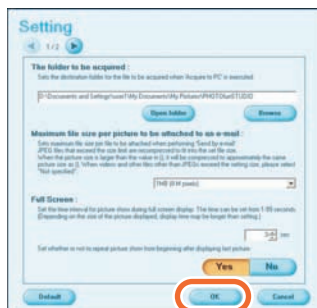 Setting
1/2
The folder to be acquired :
Sets the destination folder for the file to be acquired when 'Acquire to PC' is executed.
D:\Documents and Settings\user1\My Documents\My Pictures\PHOTOfunSTUDIO
Open folder Browse
Maximum file size per picture to be attached to an e-mail :
Sets maximum file size per file to be attached when performing 'Send by e-mail'
JPEG files that exceed the size limit are recompressed to fit into the set file size.
When the picture size is larger than the value in (), it will be compressed to approximately the same
picture size as (). When videos and other files other than JPEGs exceed the setting size, please select
"Not specified".
Full Screen :
Set the time interval for picture show during full screen display. The time can be set from 1-99 seconds.
(Depending on the size of the picture displayed, display time may be longer than setting.)
sec
Set whether or not to repeat picture show from beginning after displaying last picture
Yes No
Default OK Cancel